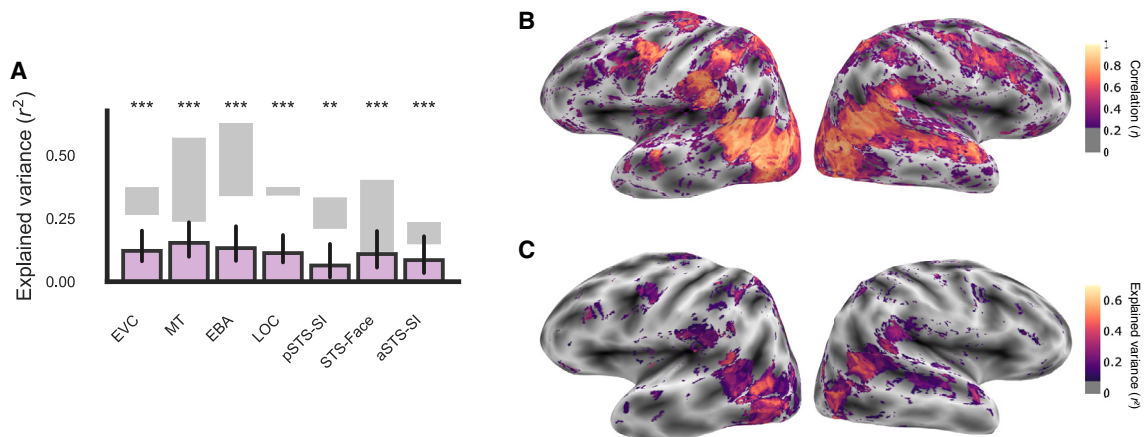 A
Explained variance (r²)
0.50
0.25
0.00
*** *** *** *** ** *** ***
EVC
MT
EBA
LOC
pSTS-SI
STS-Face
aSTS-SI
B
1
0.8
0.6
0.4
0.2
0
Correlation (r)
C
0.6
0.4
0.2
0
Explained variance (r²)